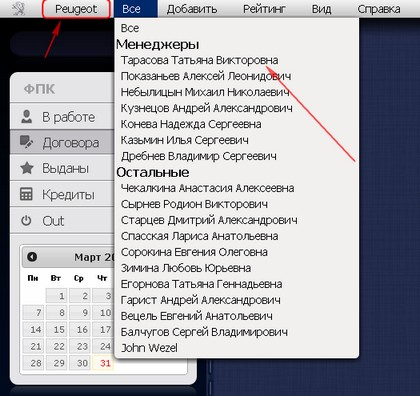 Peugeot Все Добавить Рейтинг Вид Справка
Все
Менеджеры
Тарасова Татьяна Викторовна
Показаньев Алексей Леонидович
Небылицын Михаил Николаевич
Кузнецов Андрей Александрович
Конева Надежда Сергеевна
Казьмин Илья Сергеевич
Дребнев Владимир Сергеевич
Остальные
Чекалкина Анастасия Алексеевна
Сырнев Родион Викторович
Старцев Дмитрий Александрович
Спасская Лариса Анатольевна
Сорокина Евгения Олеговна
Зимина Любовь Юрьевна
Егорнова Татьяна Геннадьевна
Гарист Андрей Александрович
Вецель Евгений Анатольевич
Балчугов Сергей Владимирович
John Wezel
ФПК
В работе
Договора
Выданы
Кредиты
Out
Март 20
Пн Вт Ср Чт
1 2 3
7 8 9 10
14 15 16 17
21 22 23 24
28 29 30 31